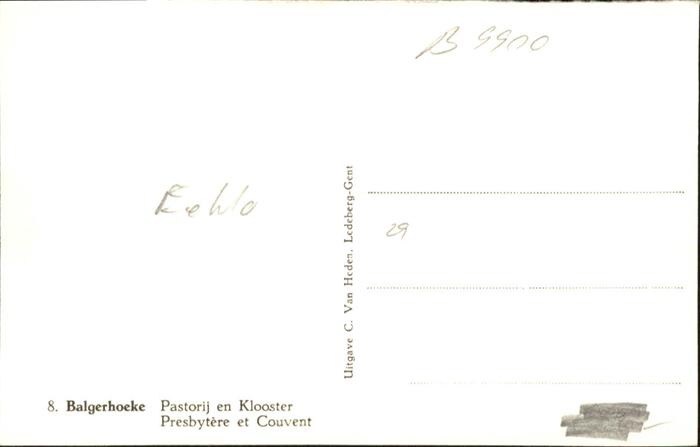 B 9900
Eeklo
Uitgave C. Van Heden, Ledeberg-Gent
29
8. Balgerhoeke Pastorij en Klooster
Presbytère et Couvent